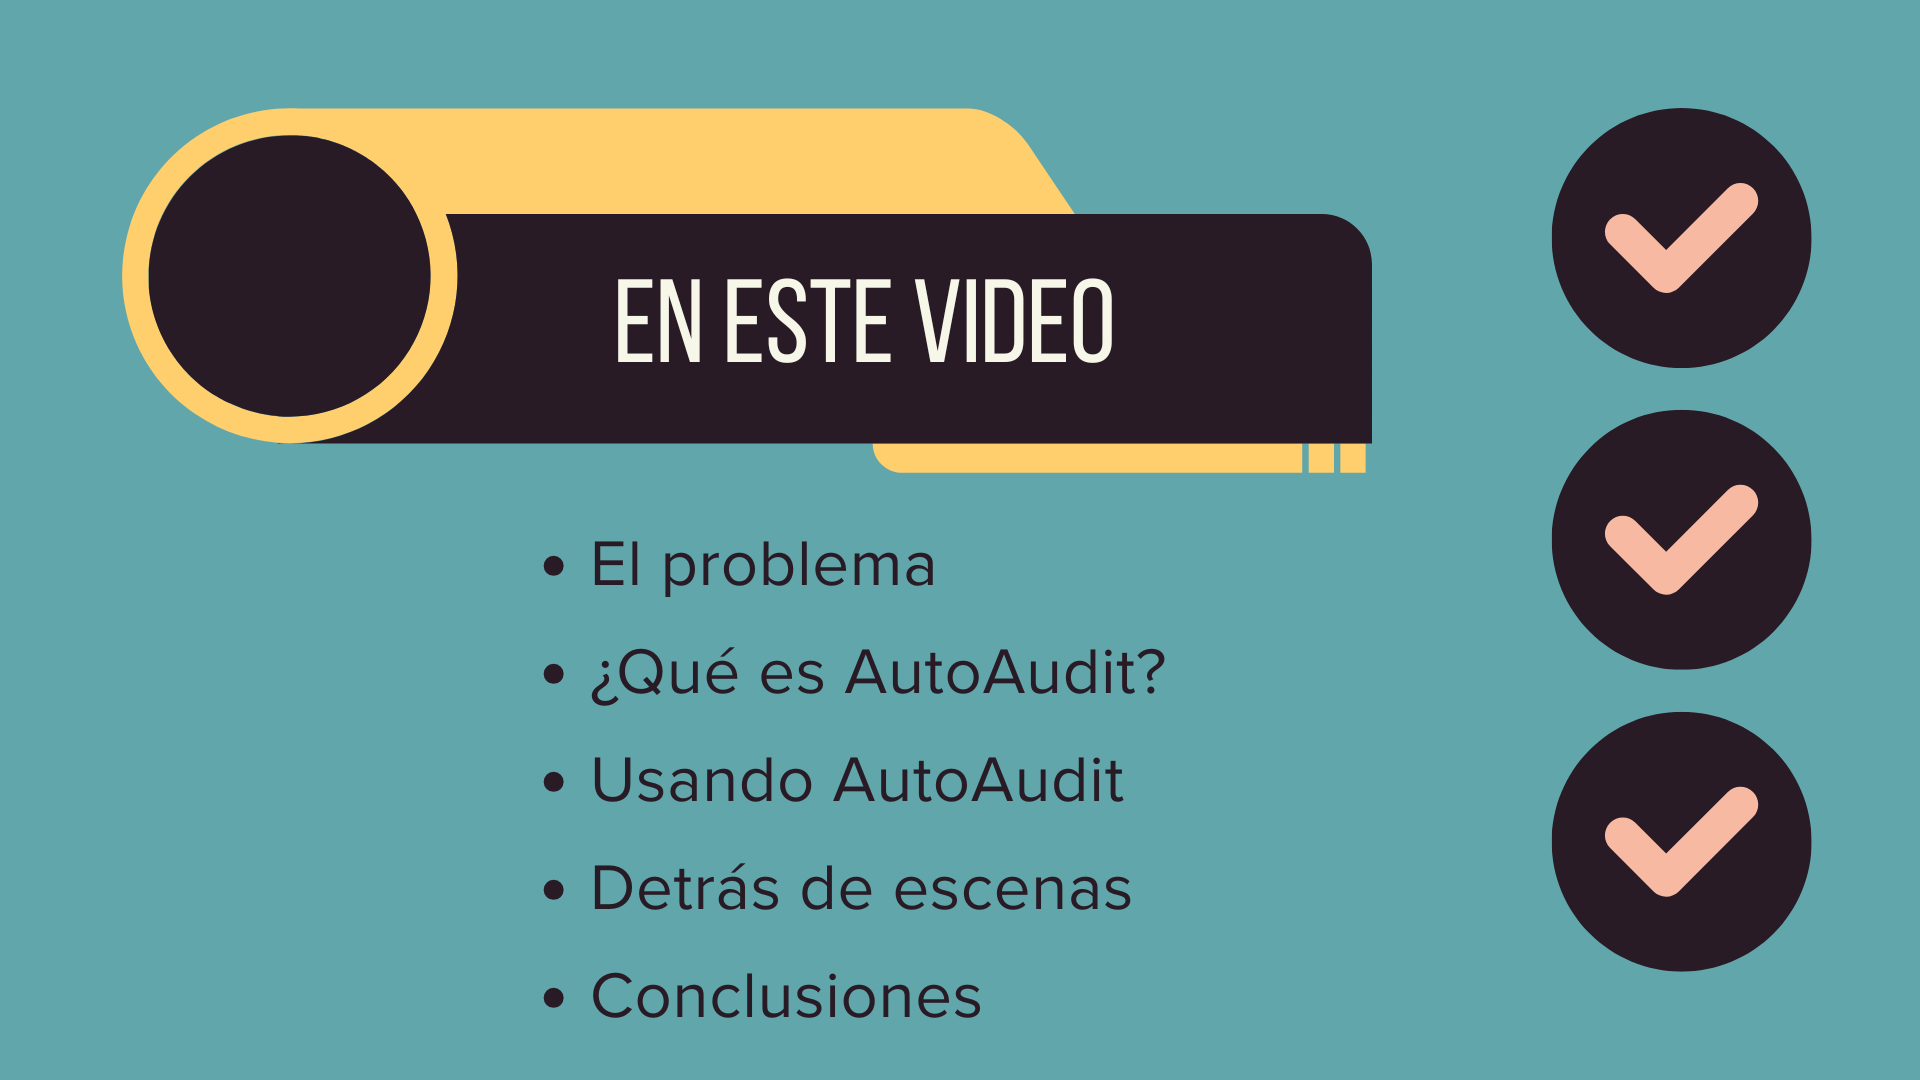 EN ESTE VIDEO
El problema
¿Qué es AutoAudit?
Usando AutoAudit
Detrás de escenas
Conclusiones